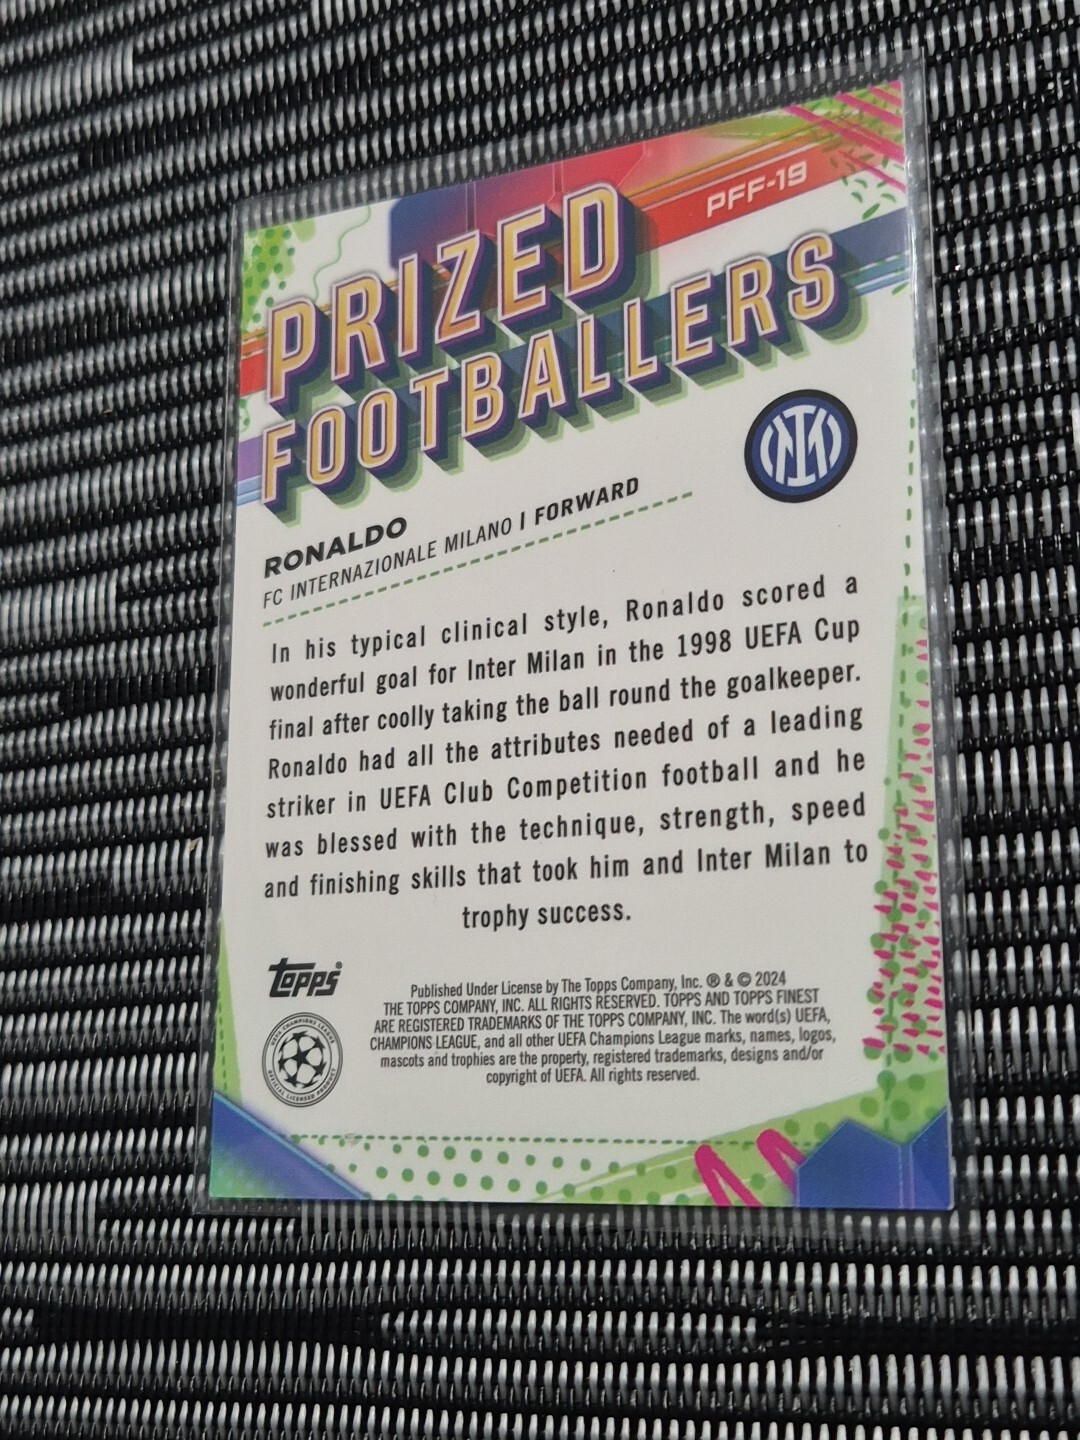 PFF-19
PRIZED
FOOTBALLERS
RONALDO
FC INTERNAZIONALE MILANO | FORWARD
In his typical clinical style, Ronaldo scored a
wonderful goal for Inter Milan in the 1998 UEFA Cup
final after coolly taking the ball round the goalkeeper.
Ronaldo had all the attributes needed of a leading
striker in UEFA Club Competition football and he
was blessed with the technique, strength, speed
and finishing skills that took him and Inter Milan to
trophy success.
Topps®
Published Under License by The Topps Company, Inc. ® & © 2024
THE TOPPS COMPANY, INC. ALL RIGHTS RESERVED. TOPPS AND TOPPS FINEST
ARE REGISTERED TRADEMARKS OF THE TOPPS COMPANY, INC. The word(s) UEFA,
CHAMPIONS LEAGUE, and all other UEFA Champions League marks, names, logos,
mascots and trophies are the property, registered trademarks, designs and/or
copyright of UEFA. All rights reserved.
UEFA CHAMPIONS LEAGUE
OFFICIAL LICENSED PRODUCT